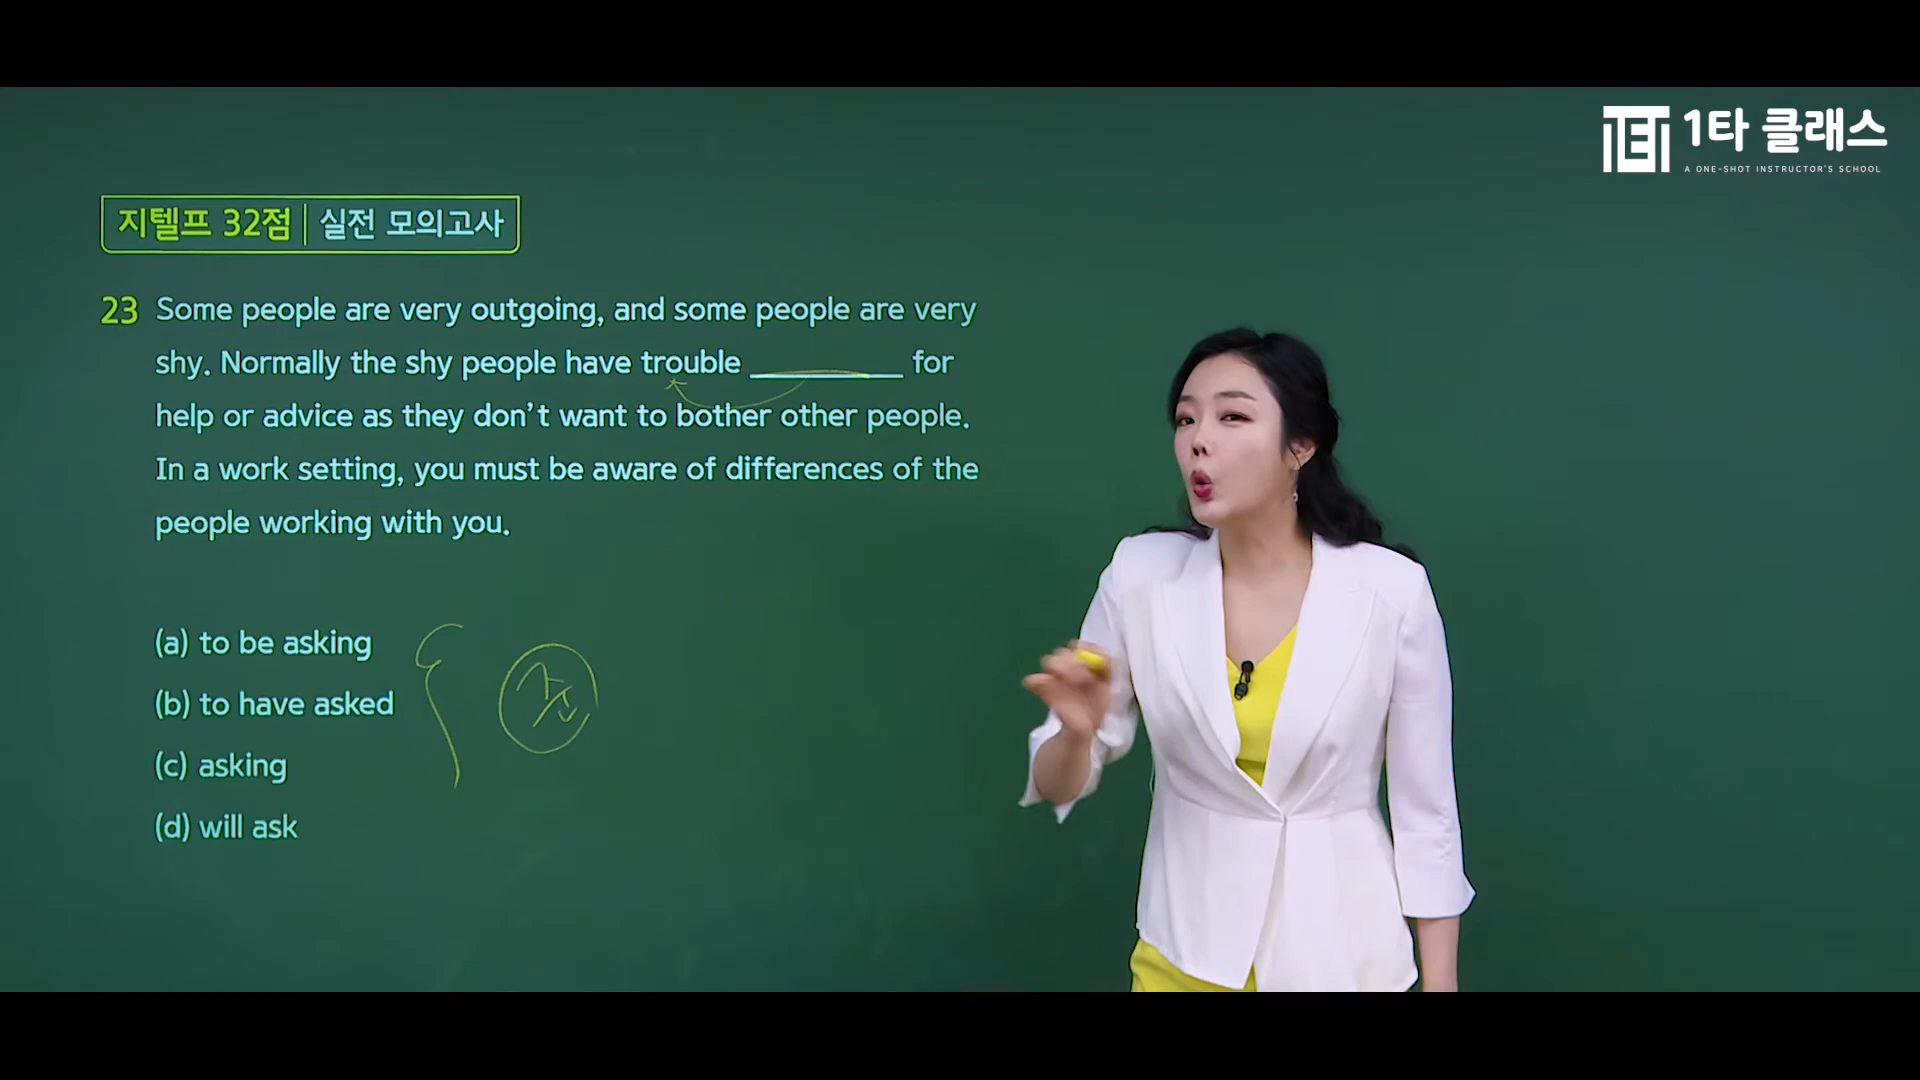 1타 클래스
A ONE-SHOT INSTRUCTOR'S SCHOOL
지텔프 32점 | 실전 모의고사
23 Some people are very outgoing, and some people are very
shy. Normally the shy people have trouble __________ for
help or advice as they don't want to bother other people.
In a work setting, you must be aware of differences of the
people working with you.
(a) to be asking
(b) to have asked
(c) asking
(d) will ask
준